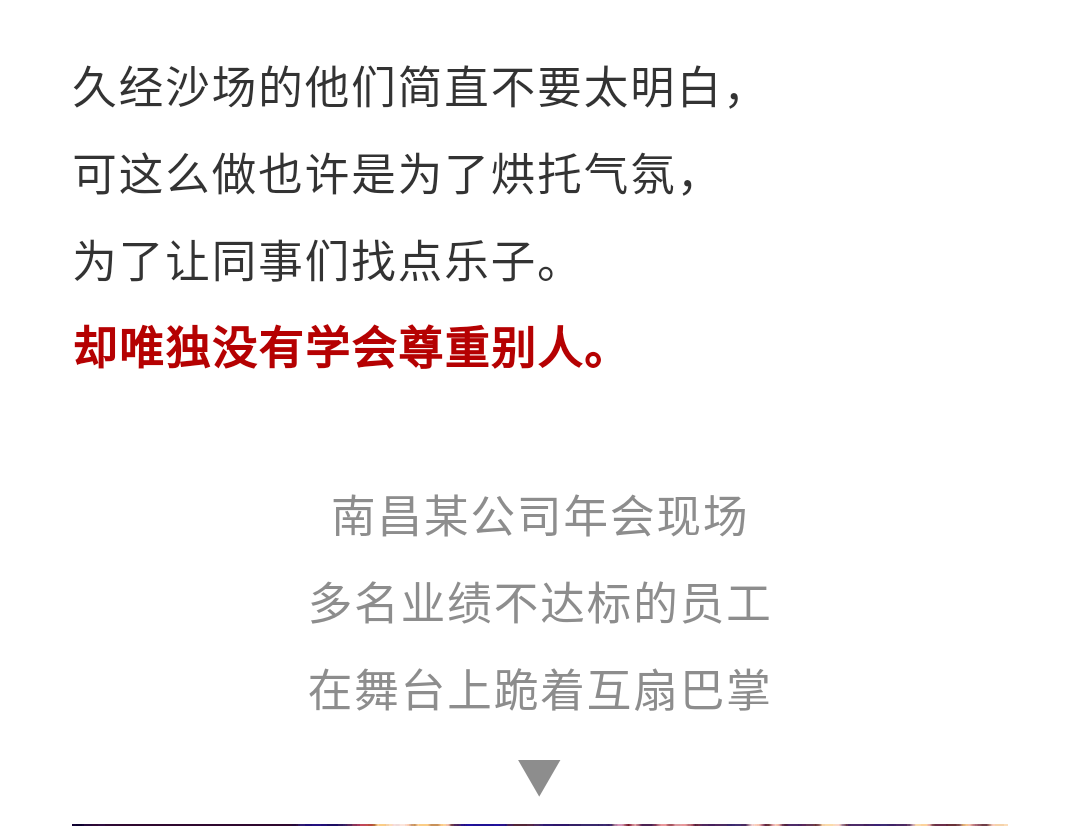 久经沙场的他们简直不要太明白，
可这么做也许是为了烘托气氛，
为了让同事们找点乐子。
却唯独没有学会尊重别人。
南昌某公司年会现场
多名业绩不达标的员工
在舞台上跪着互扇巴掌